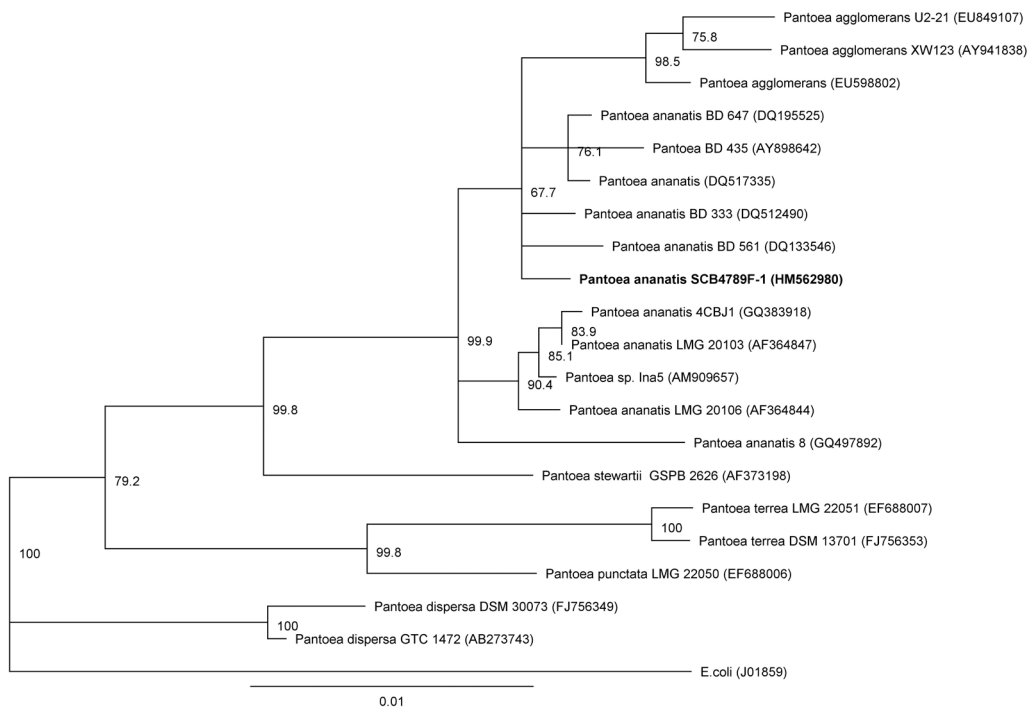 Pantoea agglomerans U2-21 (EU849107)
75.8
Pantoea agglomerans XW123 (AY941838)
98.5
Pantoea agglomerans (EU598802)
Pantoea ananatis BD 647 (DQ195525)
76.1
Pantoea BD 435 (AY898642)
Pantoea ananatis (DQ517335)
67.7
Pantoea ananatis BD 333 (DQ512490)
Pantoea ananatis BD 561 (DQ133546)
Pantoea ananatis SCB4789F-1 (HM562980)
Pantoea ananatis 4CBJ1 (GQ383918)
83.9
99.9
Pantoea ananatis LMG 20103 (AF364847)
85.1
Pantoea sp. Ina5 (AM909657)
90.4
Pantoea ananatis LMG 20106 (AF364844)
99.8
Pantoea ananatis 8 (GQ497892)
Pantoea stewartii GSPB 2626 (AF373198)
79.2
Pantoea terrea LMG 22051 (EF688007)
100
Pantoea terrea DSM 13701 (FJ756353)
100
99.8
Pantoea punctata LMG 22050 (EF688006)
Pantoea dispersa DSM 30073 (FJ756349)
100
Pantoea dispersa GTC 1472 (AB273743)
E.coli (J01859)
0.01